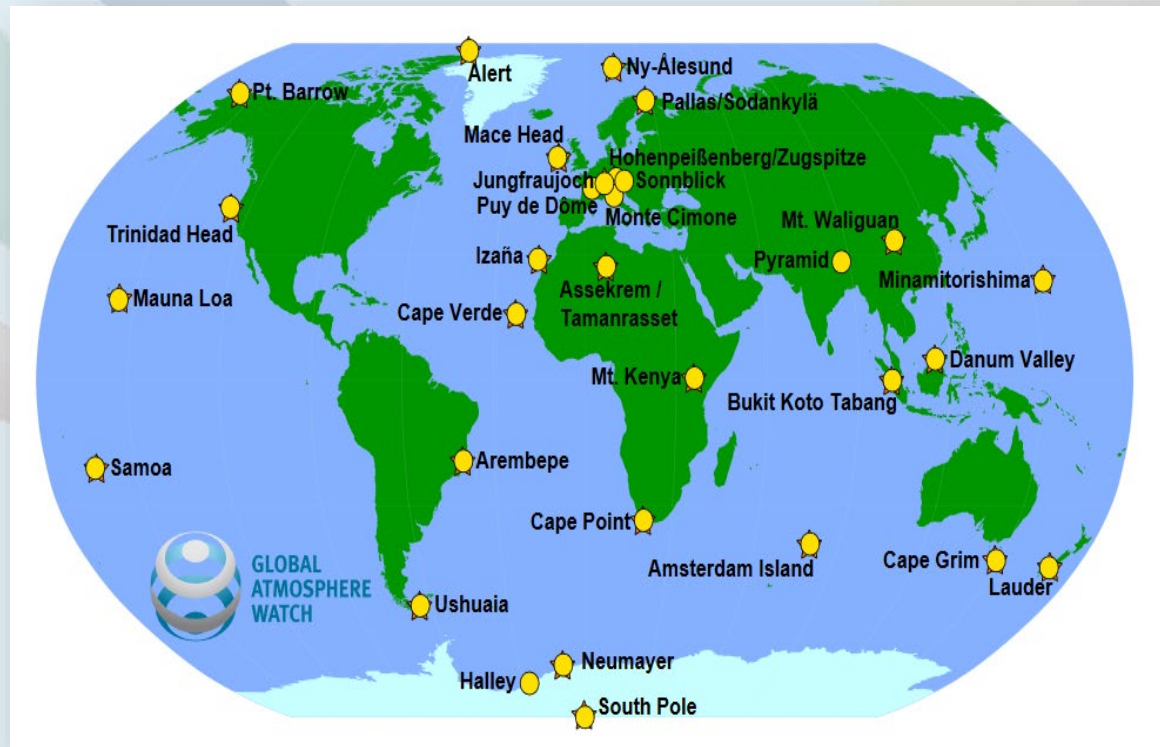 Alert
Ny-Ålesund
Pt. Barrow
Pallas/Sodankylä
Mace Head
Hohenpeißenberg/Zugspitze
Jungfraujoch
Sonnblick
Puy de Dôme
Monte Cimone
Mt. Waliguan
Trinidad Head
Izaña
Pyramid
Minamitorishima
Assekrem /
Tamanrasset
Mauna Loa
Cape Verde
Danum Valley
Mt. Kenya
Bukit Koto Tabang
Samoa
Arembepe
Cape Point
Amsterdam Island
Cape Grim
Lauder
GLOBAL
ATMOSPHERE
WATCH
Ushuaia
Neumayer
Halley
South Pole